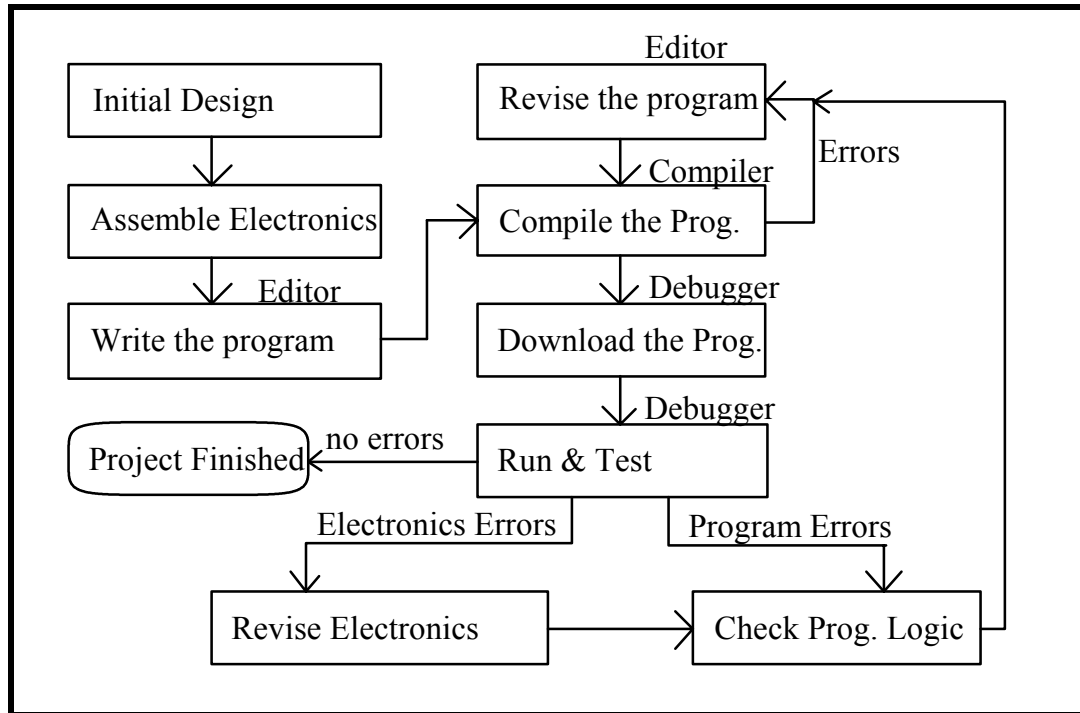 Editor
Initial Design
Revise the program
Errors
Compiler
Assemble Electronics
Compile the Prog.
Editor
Debugger
Write the program
Download the Prog.
Debugger
no errors
Project Finished
Run & Test
Electronics Errors
Program Errors
Revise Electronics
Check Prog. Logic